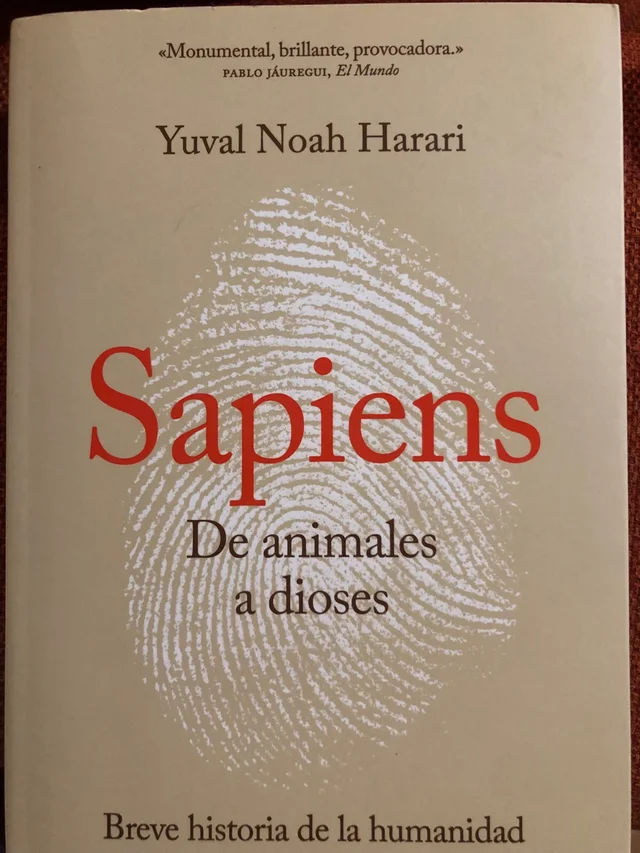 «Monumental, brillante, provocadora.»
PABLO JÁUREGUI, El Mundo
Yuval Noah Harari
Sapiens
De animales
a dioses
Breve historia de la humanidad